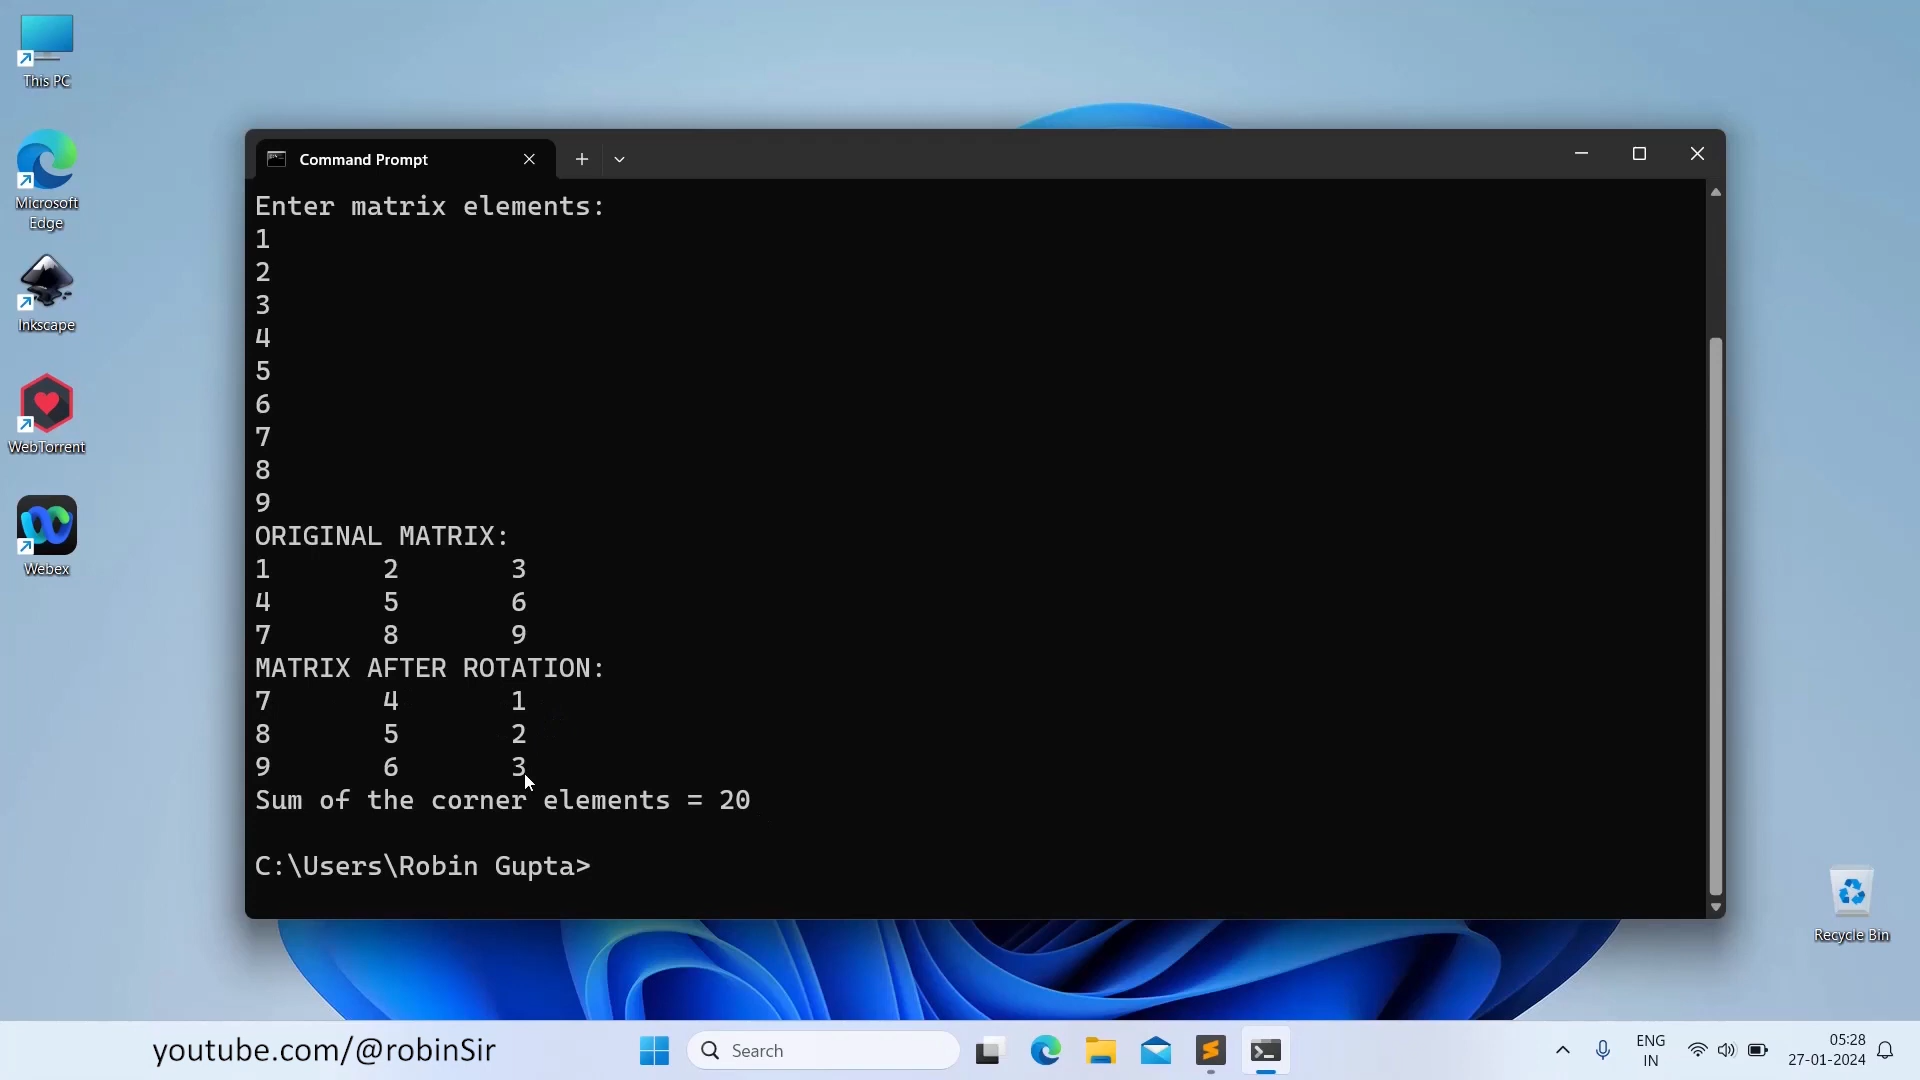 This PC
Microsoft
Edge
Inkscape
WebTorrent
Webex
Command Prompt
Enter matrix elements:
1
2
3
4
5
6
7
8
9
ORIGINAL MATRIX:
1 2 3
4 5 6
7 8 9
MATRIX AFTER ROTATION:
7 4 1
8 5 2
9 6 3
Sum of the corner elements = 20
C:\Users\Robin Gupta>
Recycle Bin
youtube.com/@robinSir
Search
ENG
IN
05:28
27-01-2024